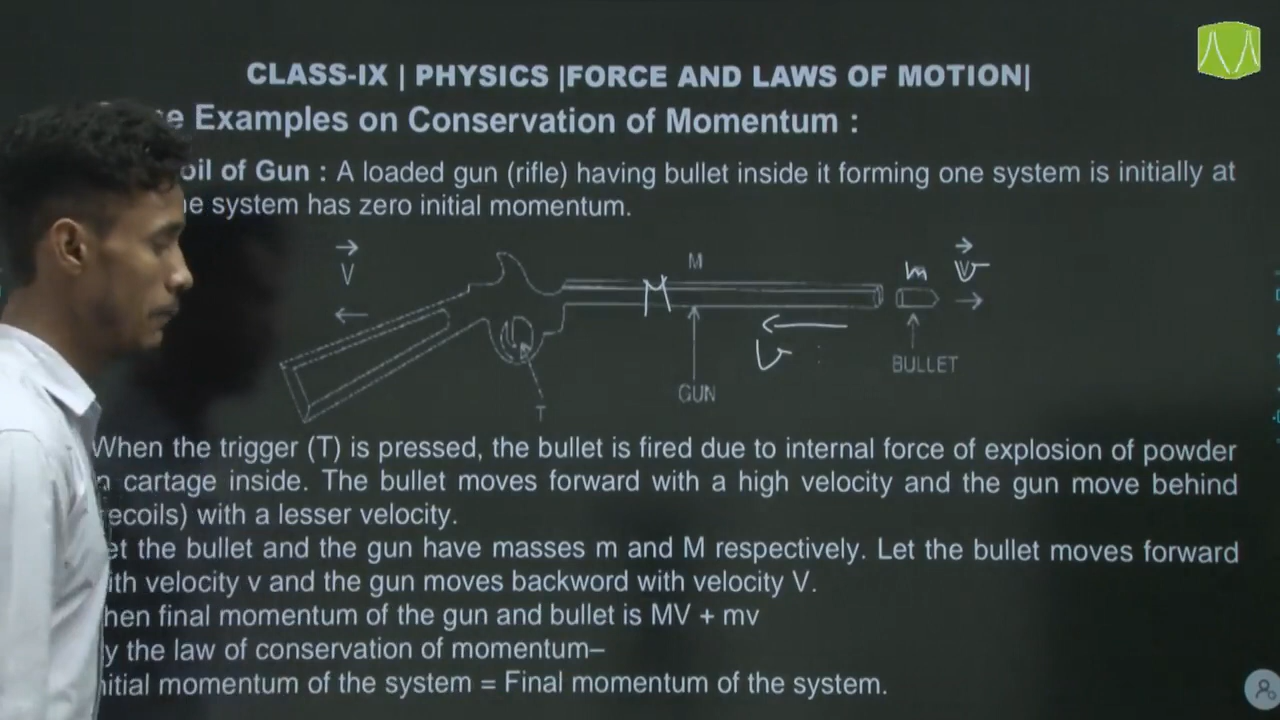 CLASS-IX | PHYSICS |FORCE AND LAWS OF MOTION|
Examples on Conservation of Momentum :
of Gun : A loaded gun (rifle) having bullet inside it forming one system is initially at
system has zero initial momentum.
V
M
m
v
M
V
BULLET
GUN
T
When the trigger (T) is pressed, the bullet is fired due to internal force of explosion of powder
cartage inside. The bullet moves forward with a high velocity and the gun move behind
with a lesser velocity.
the bullet and the gun have masses m and M respectively. Let the bullet moves forward
velocity v and the gun moves backword with velocity V.
final momentum of the gun and bullet is MV + mv
the law of conservation of momentum–
momentum of the system = Final momentum of the system.